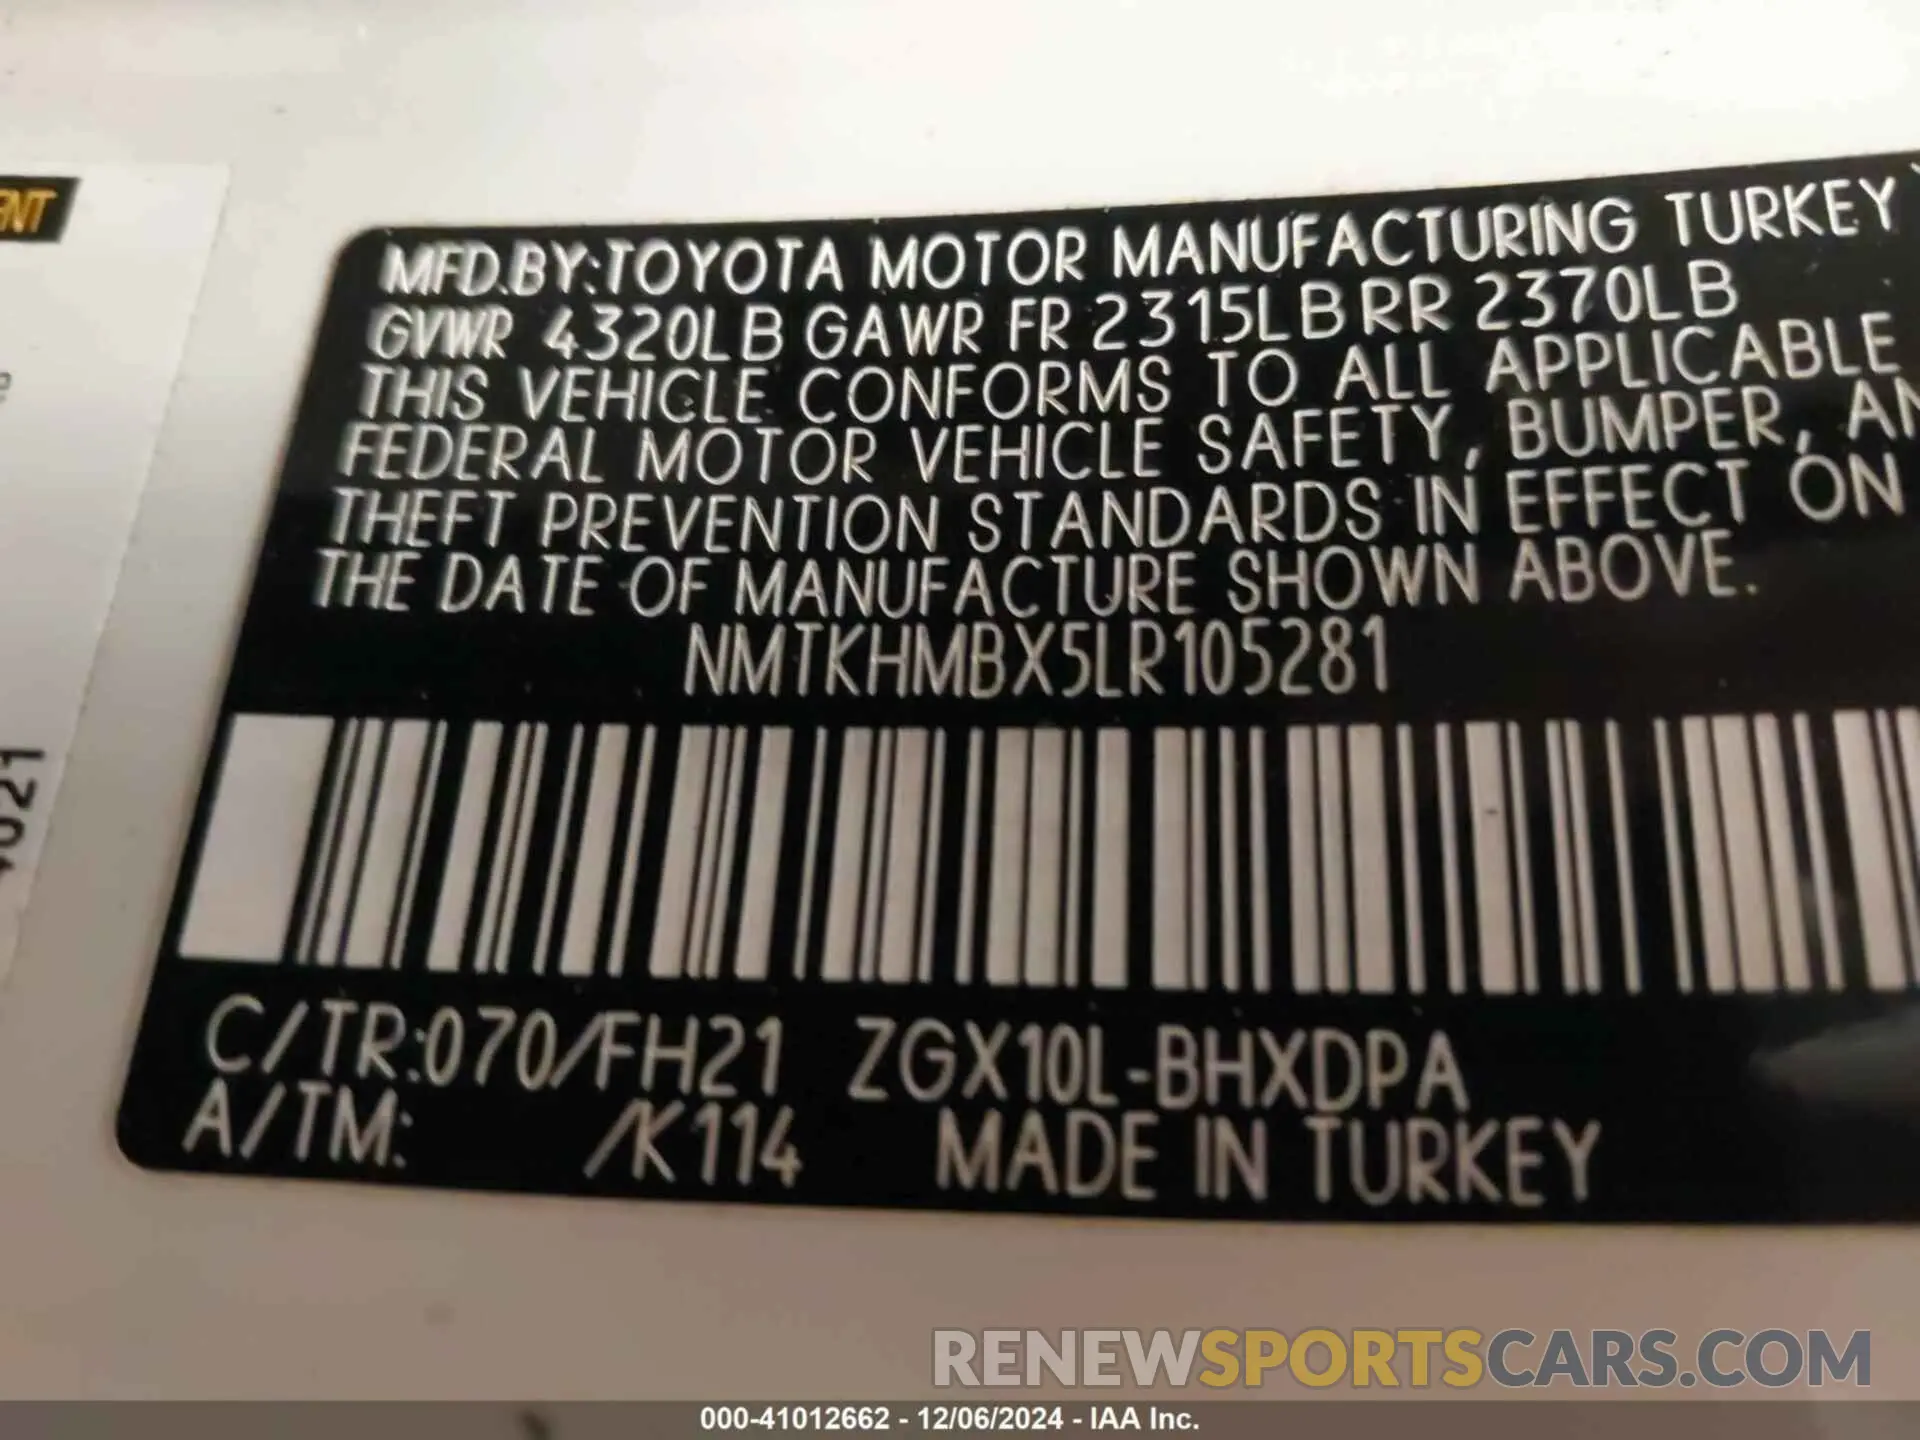 ENT
MFD.BY:TOYOTA MOTOR MANUFACTURING TURKEY
GVWR 4320LB GAWR FR 2315LB RR 2370LB
THIS VEHICLE CONFORMS TO ALL APPLICABLE
FEDERAL MOTOR VEHICLE SAFETY, BUMPER, AN
THEFT PREVENTION STANDARDS IN EFFECT ON
THE DATE OF MANUFACTURE SHOWN ABOVE.
NMTKHMBX5LR105281
C/TR:070/FH21 ZGX10L-BHXDPA
A/TM: /K114 MADE IN TURKEY
RENEWSPORTSCARS.COM
000-41012662 - 12/06/2024 - IAA Inc.